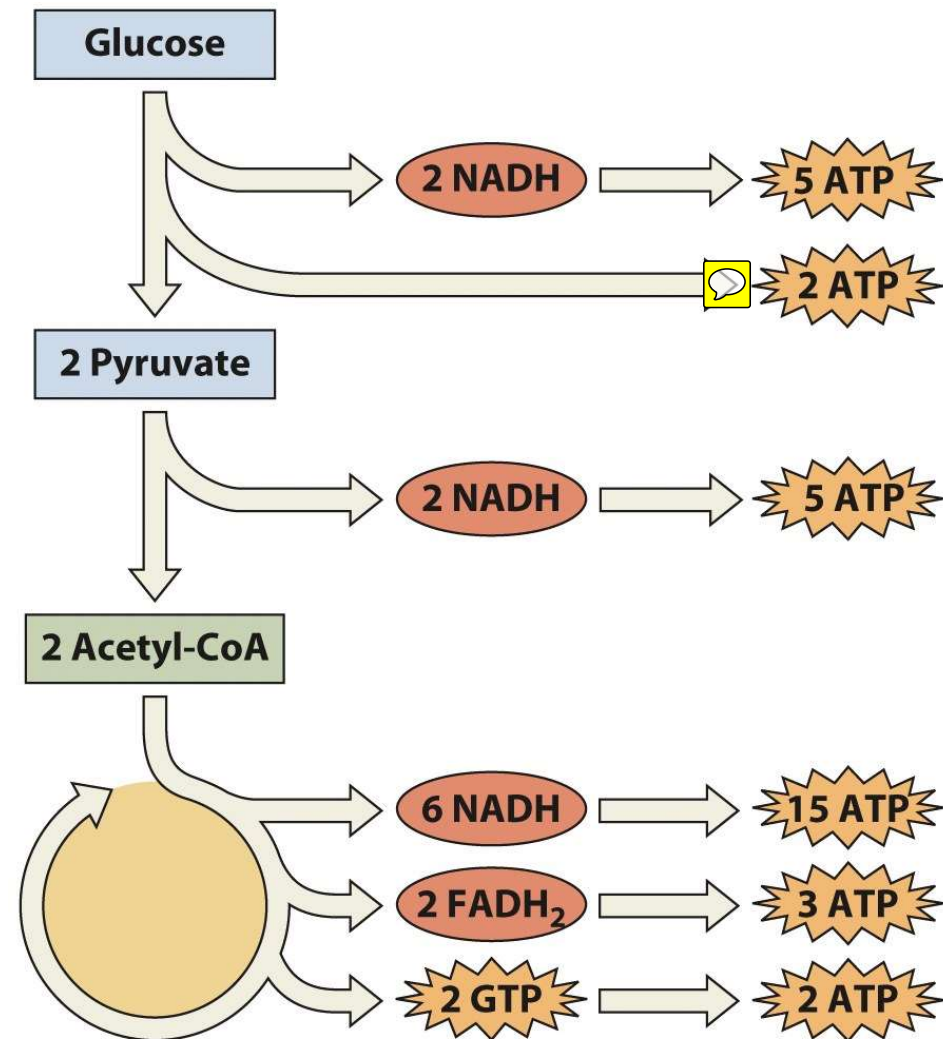 Glucose
2 NADH
5 ATP
2 ATP
2 Pyruvate
2 NADH
5 ATP
2 Acetyl-CoA
6 NADH
15 ATP
2 FADH₂
3 ATP
2 GTP
2 ATP